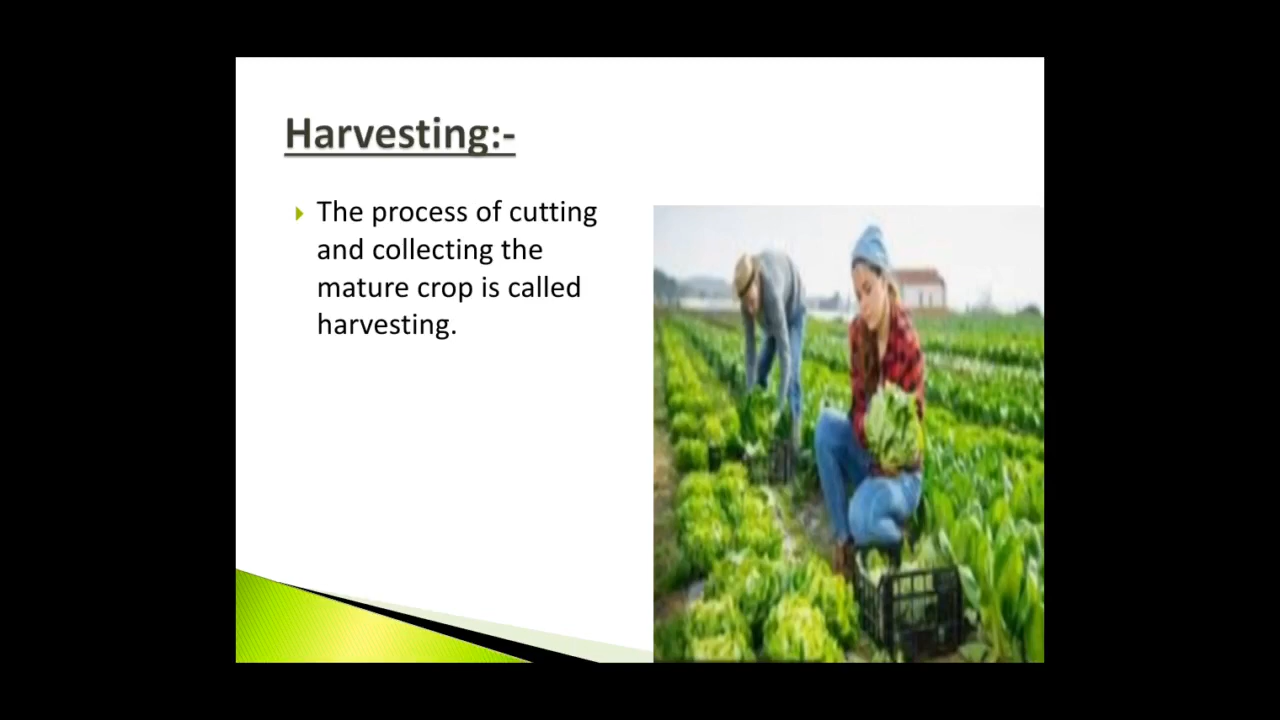 Harvesting:-
The process of cutting
and collecting the
mature crop is called
harvesting.